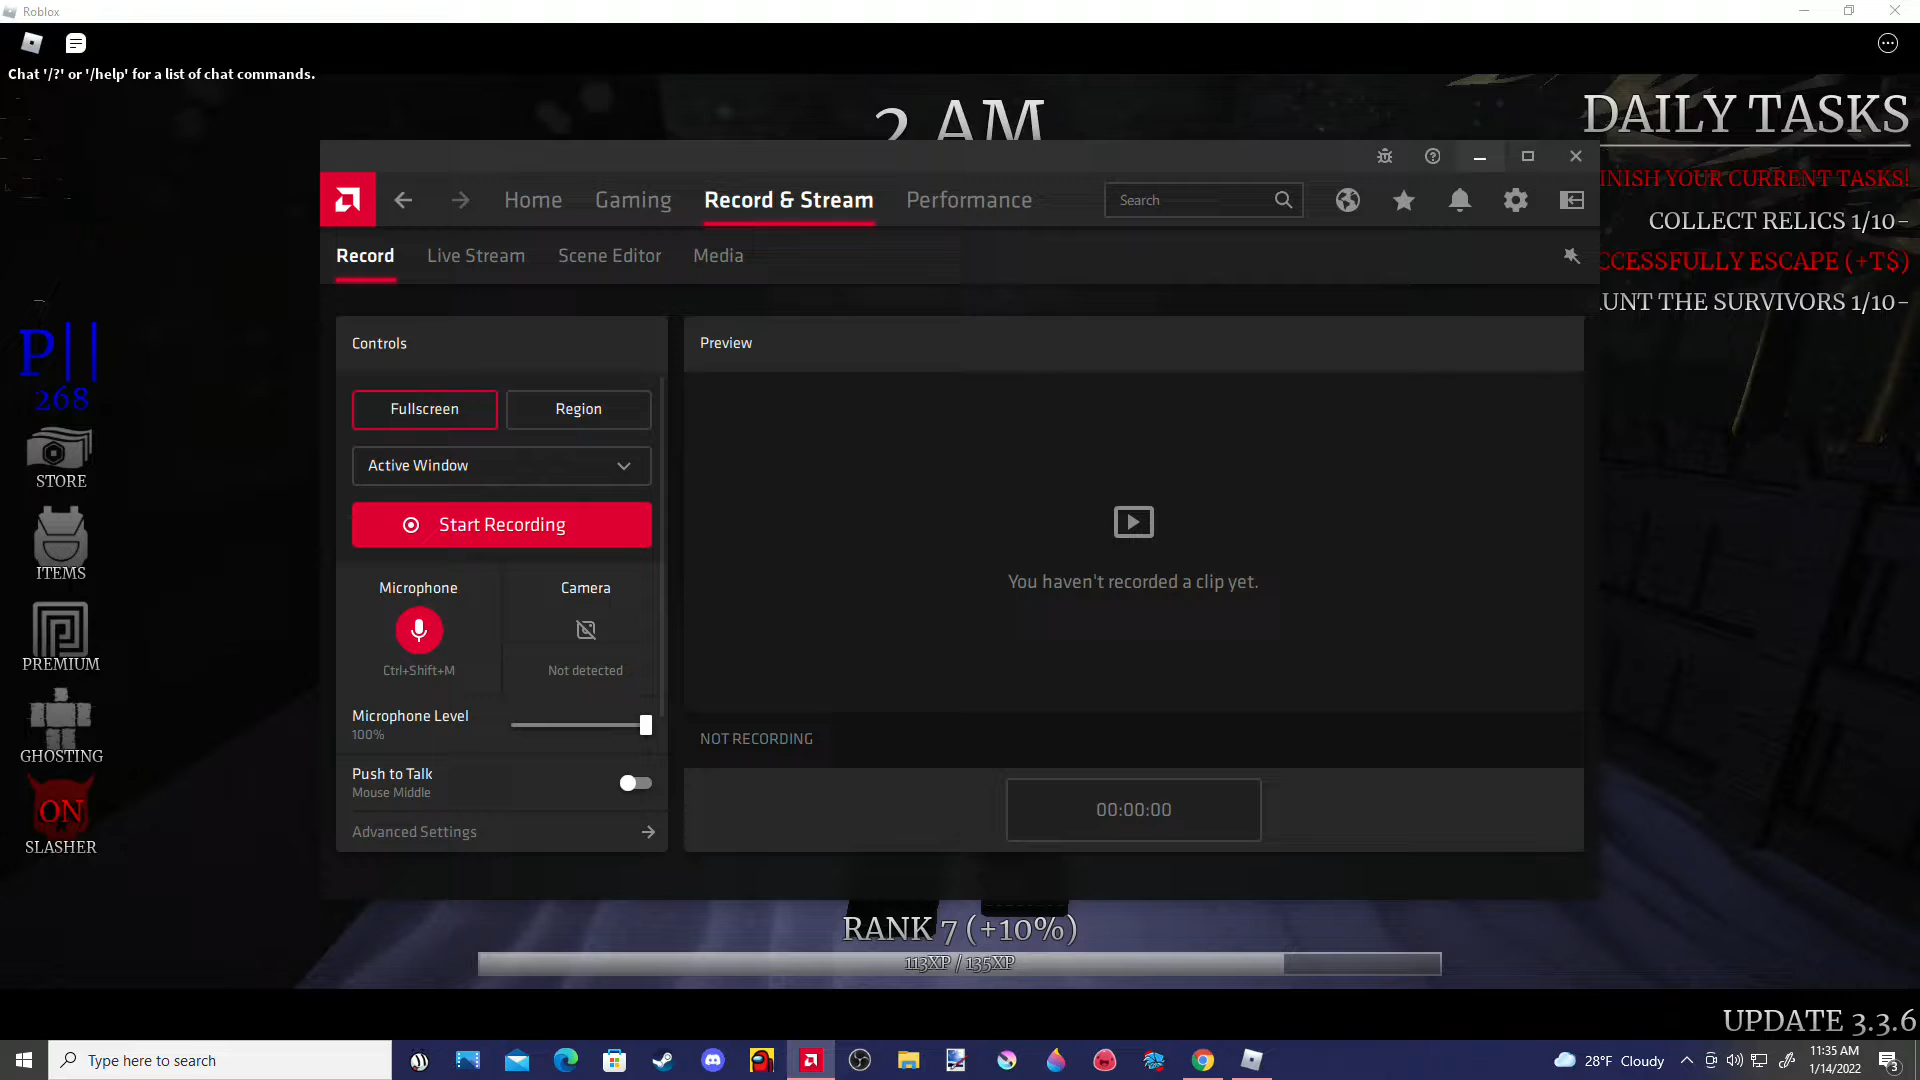 Roblox
Chat '/?' or '/help' for a list of chat commands.
2 AM
DAILY TASKS
INISH YOUR CURRENT TASKS!
COLLECT RELICS 1/10-
CCESSFULLY ESCAPE (+T$)
UNT THE SURVIVORS 1/10-
Home
Gaming
Record & Stream
Performance
Search
Record
Live Stream
Scene Editor
Media
Controls
Fullscreen
Region
Active Window
Start Recording
Microphone
Camera
Ctrl+Shift+M
Not detected
Microphone Level
100%
Push to Talk
Mouse Middle
Advanced Settings
Preview
You haven't recorded a clip yet.
NOT RECORDING
00:00:00
P||
268
STORE
ITEMS
PREMIUM
GHOSTING
ON
SLASHER
RANK 7 (+10%)
113XP / 135XP
UPDATE 3.3.6
Type here to search
28°F Cloudy
11:35 AM
1/14/2022
3